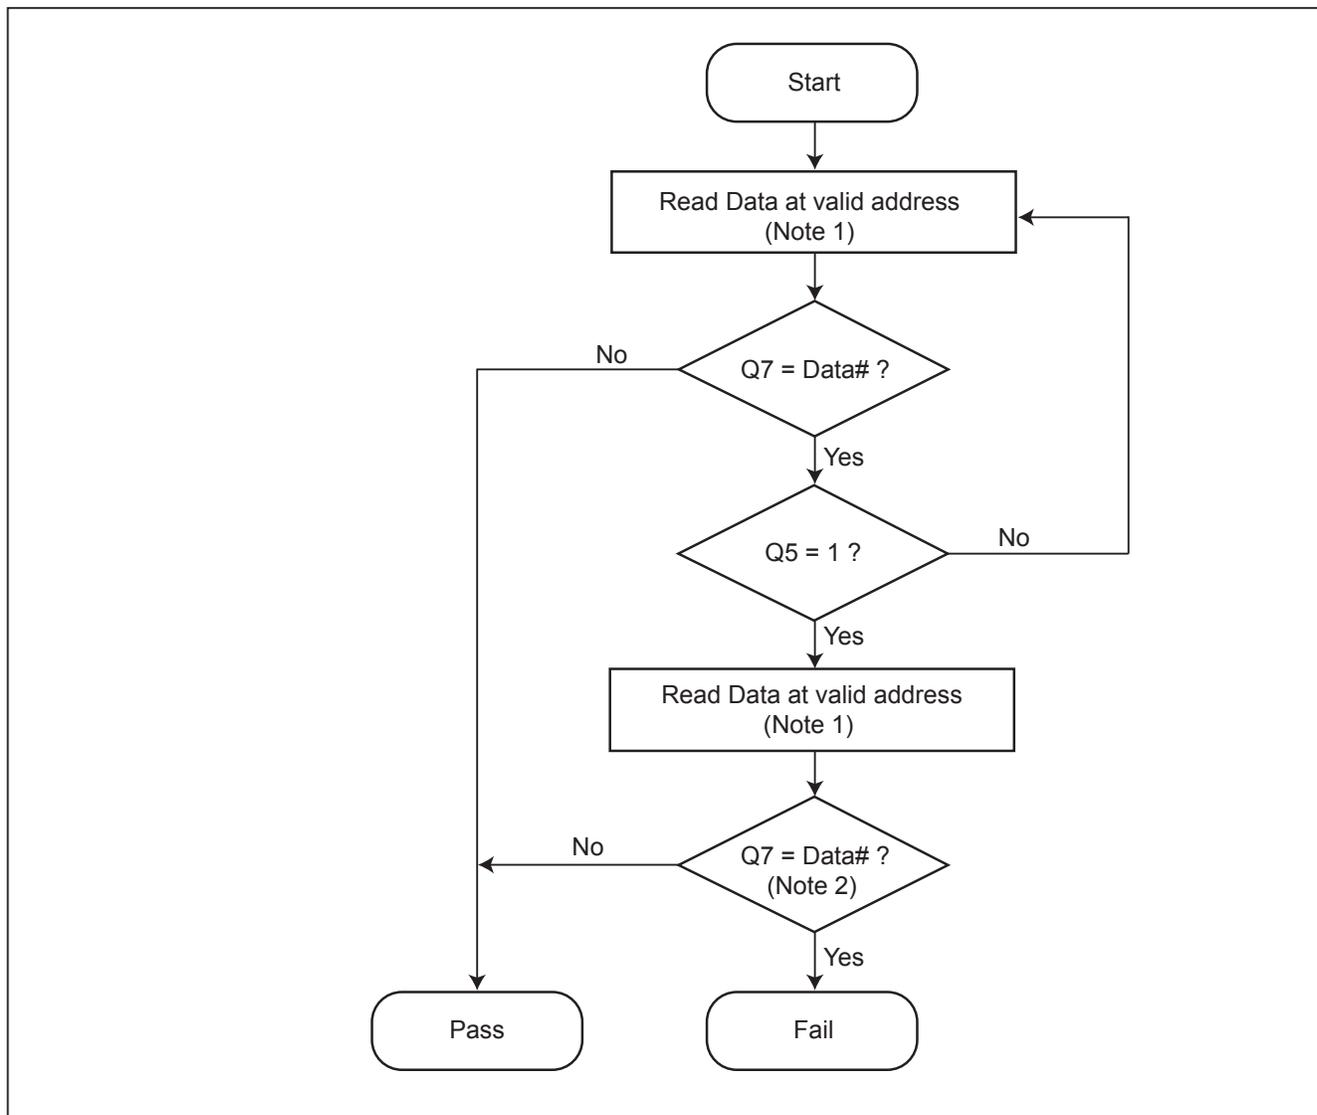 Start
Read Data at valid address
(Note 1)
No
Q7 = Data# ?
Yes
No
Q5 = 1 ?
Yes
Read Data at valid address
(Note 1)
No
Q7 = Data# ?
(Note 2)
Yes
Pass
Fail